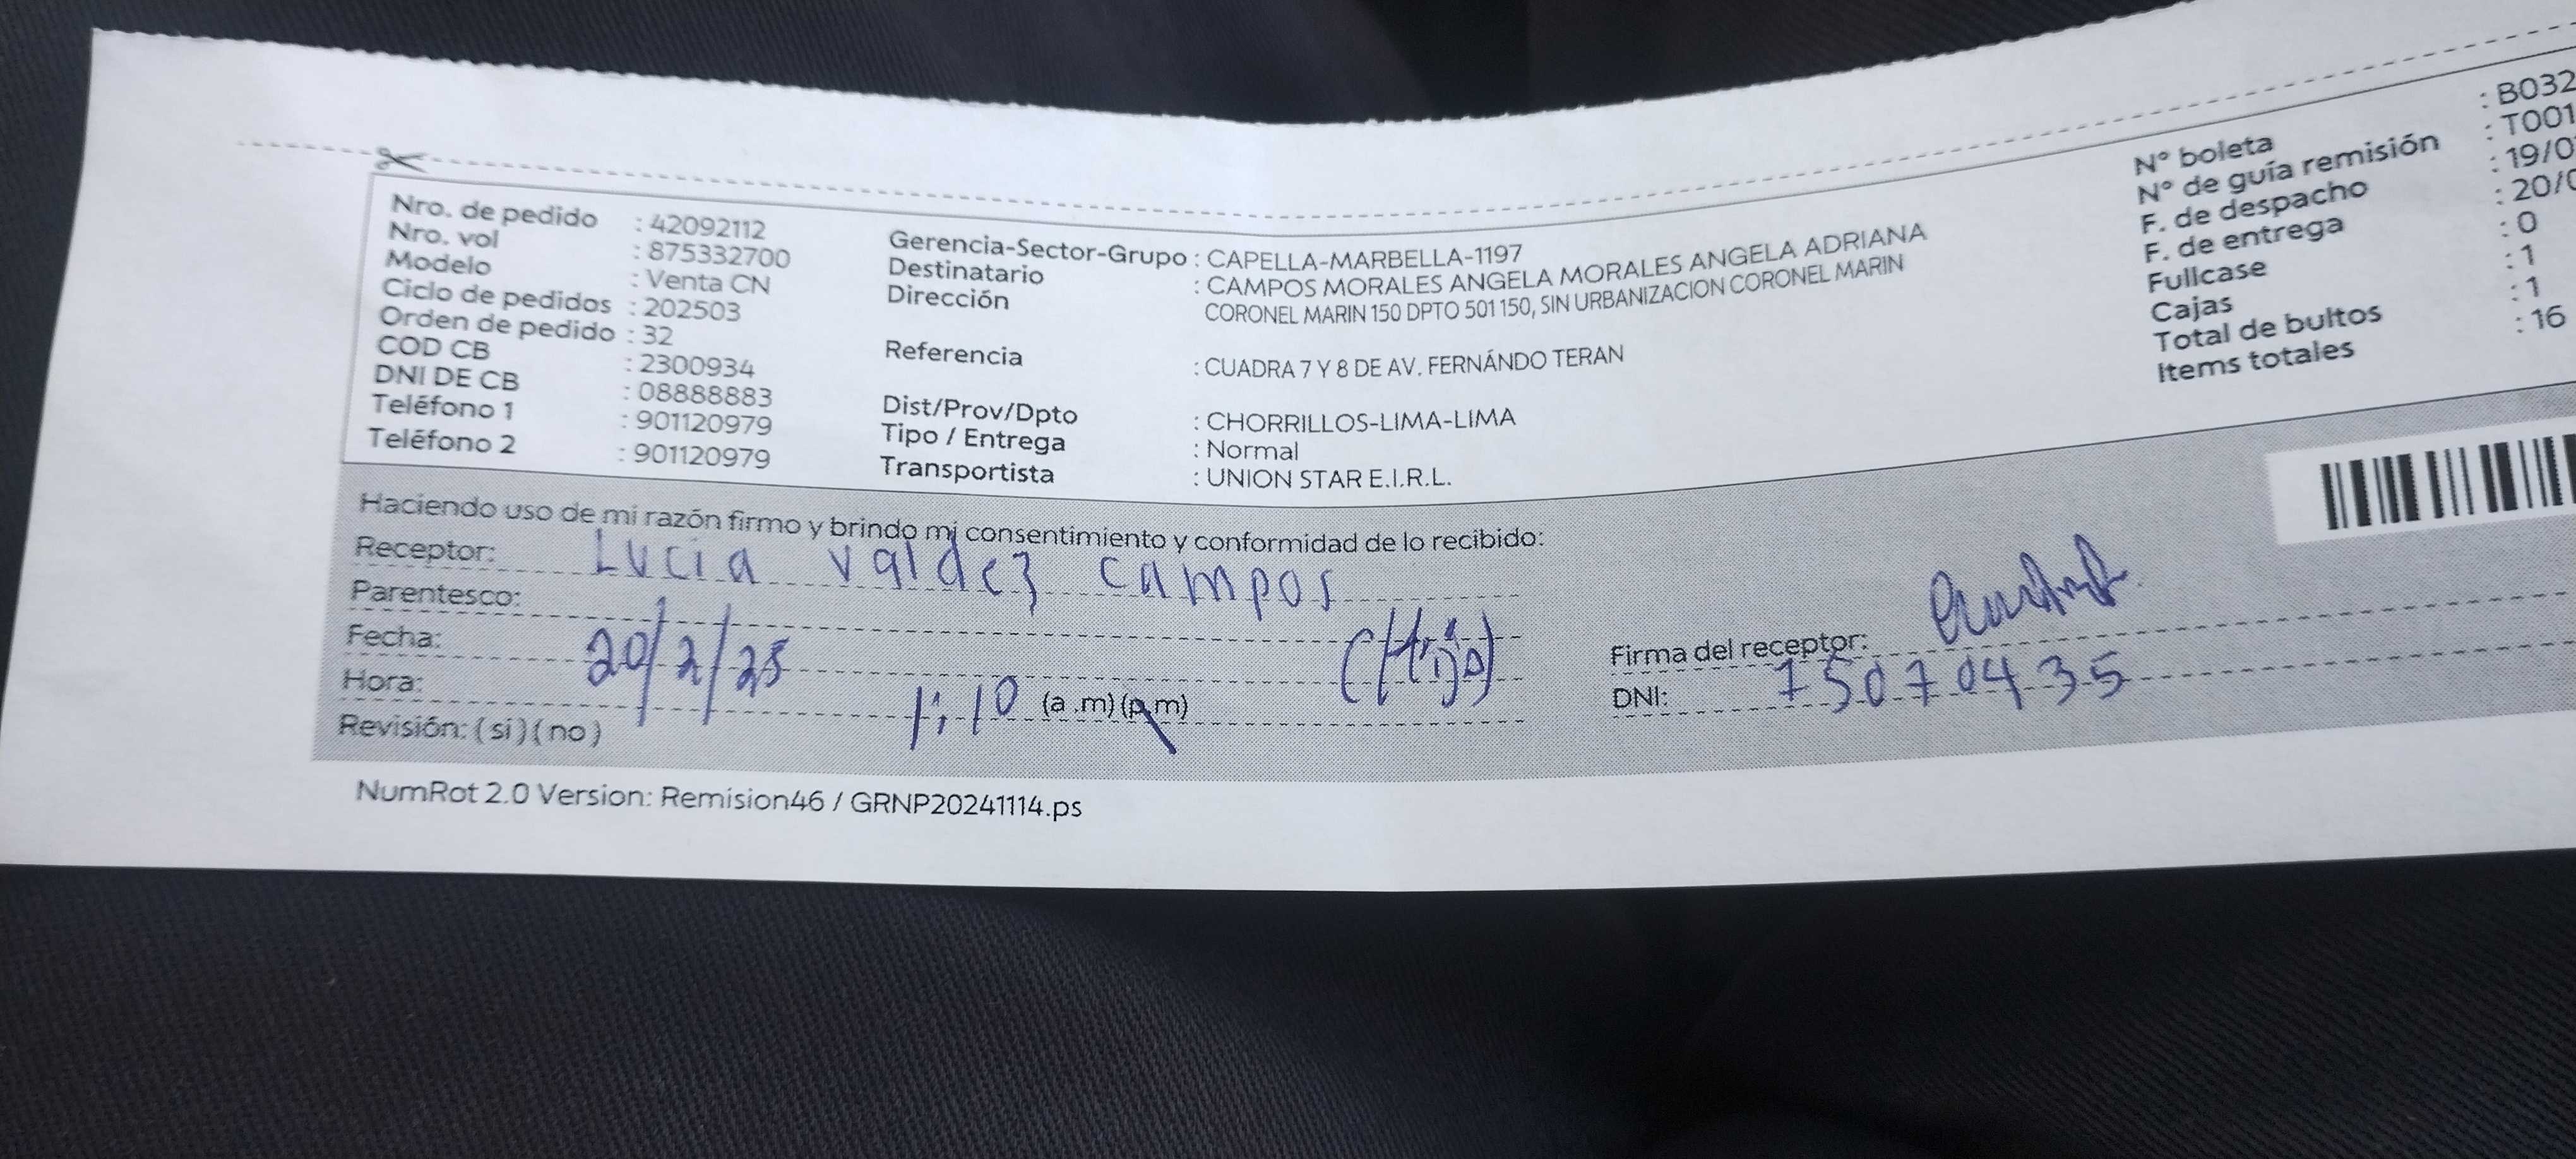 Nro. de pedido : 42092112
Nro. vol : 875332700
Modelo : Venta CN
Ciclo de pedidos : 202503
Orden de pedido : 32
COD CB : 2300934
DNI DE CB : 08888883
Teléfono 1 : 901120979
Teléfono 2 : 901120979
Gerencia-Sector-Grupo : CAPELLA-MARBELLA-1197
Destinatario : CAMPOS MORALES ANGELA MORALES ANGELA ADRIANA
Dirección CORONEL MARIN 150 DPTO 501 150, SIN URBANIZACION CORONEL MARIN
Referencia : CUADRA 7 Y 8 DE AV. FERNÁNDO TERAN
Dist/Prov/Dpto : CHORRILLOS-LIMA-LIMA
Tipo / Entrega : Normal
Transportista : UNION STAR E.I.R.L.
N° boleta : B032
N° de guía remisión : T001
F. de despacho : 19/0
F. de entrega : 20/0
Fullcase : 0
Cajas : 1
Total de bultos : 1
Items totales : 16
Haciendo uso de mi razón firmo y brindo mi consentimiento y conformidad de lo recibido:
Receptor: Lucia Valdez Campos
Parentesco: (Hija)
Fecha: 20/2/25
Hora: 1:10 (a .m) (p.m)
Revisión: ( si ) ( no )
Firma del receptor:
DNI: 75070435
NumRot 2.0 Version: Remision46 / GRNP20241114.ps